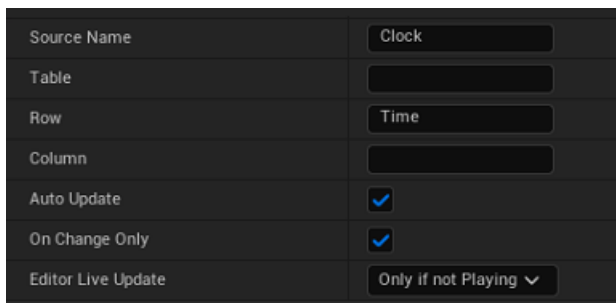 Source Name Clock
Table
Row Time
Column
Auto Update
On Change Only
Editor Live Update Only if not Playing